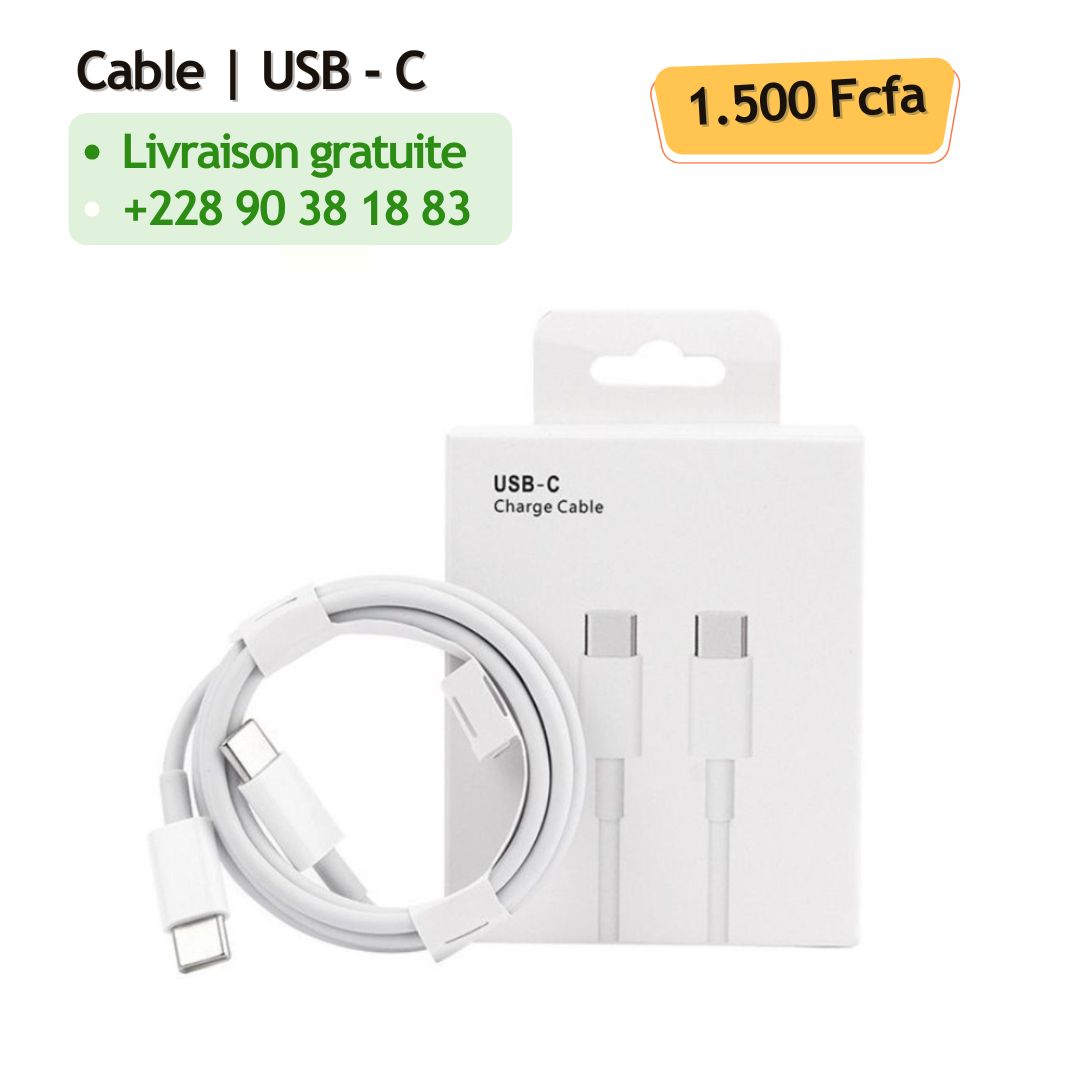 Cable | USB - C
1.500 Fcfa
• Livraison gratuite
• +228 90 38 18 83
USB-C
Charge Cable